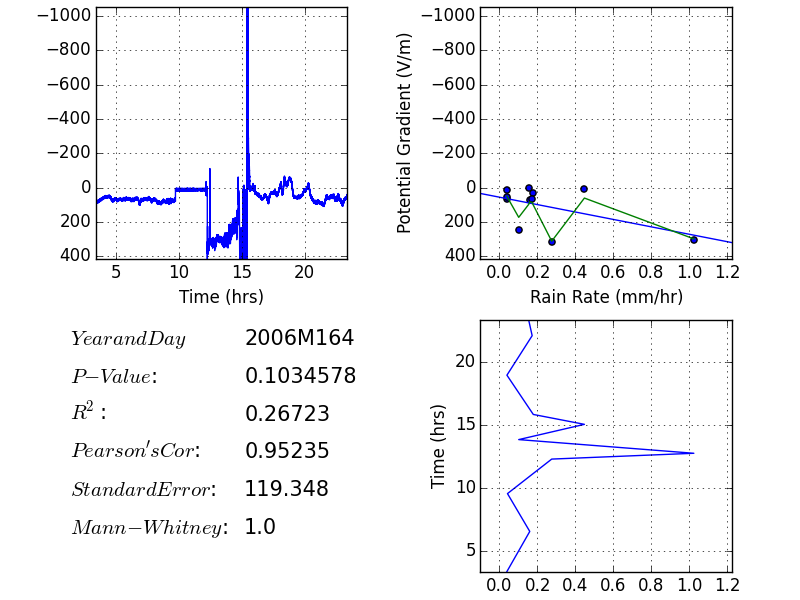 −1000
−800
−600
−400
−200
0
200
400
5 10 15 20
Time (hrs)
Potential Gradient (V/m)
−1000
−800
−600
−400
−200
0
200
400
0.0 0.2 0.4 0.6 0.8 1.0 1.2
Rain Rate (mm/hr)
YearandDay 2006M164
P−Value: 0.1034578
R²: 0.26723
Pearson'sCor: 0.95235
StandardError: 119.348
Mann−Whitney: 1.0
Time (hrs)
20
15
10
5
0.0 0.2 0.4 0.6 0.8 1.0 1.2